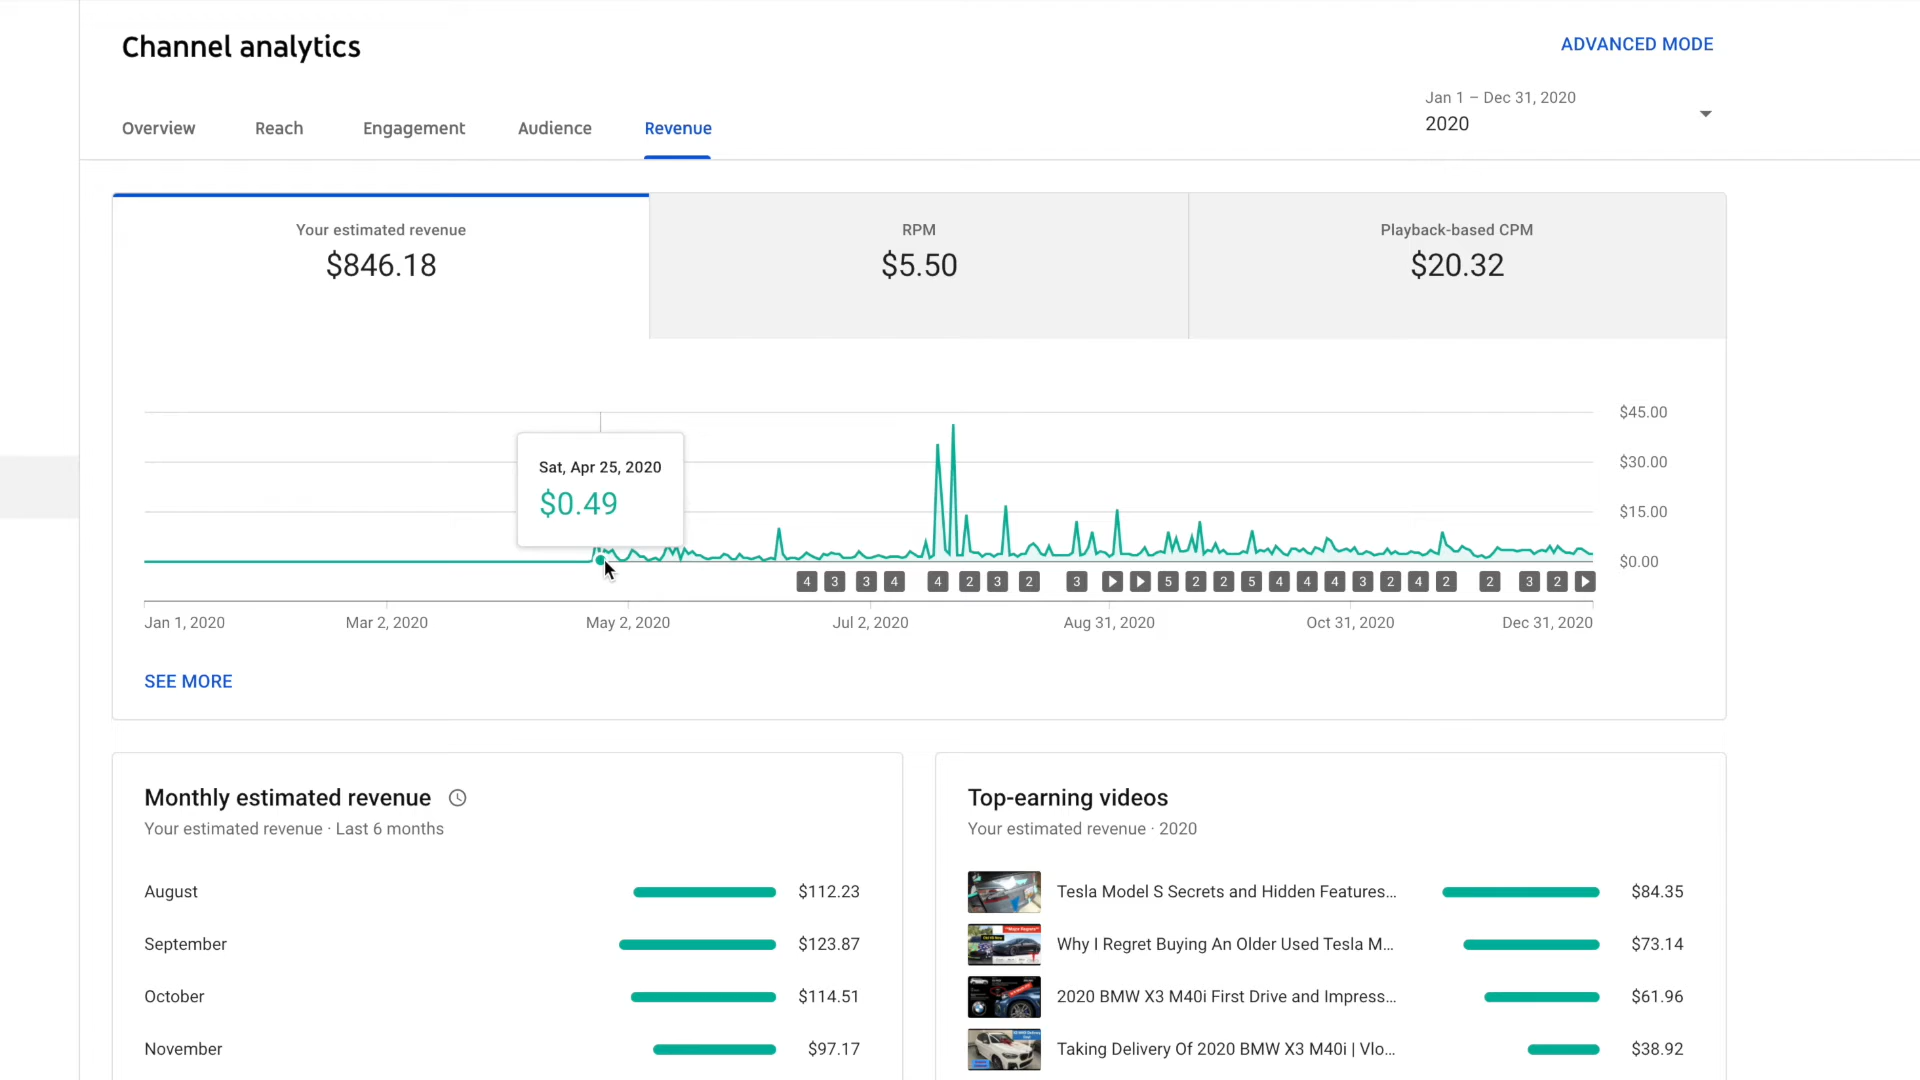 Channel analytics
ADVANCED MODE
Jan 1 – Dec 31, 2020
2020
Overview
Reach
Engagement
Audience
Revenue
Your estimated revenue
$846.18
RPM
$5.50
Playback-based CPM
$20.32
$45.00
$30.00
$15.00
$0.00
Sat, Apr 25, 2020
$0.49
4 3 3 4 4 2 3 2 3 5 2 2 5 4 4 4 3 2 4 2 2 3 2
Jan 1, 2020
Mar 2, 2020
May 2, 2020
Jul 2, 2020
Aug 31, 2020
Oct 31, 2020
Dec 31, 2020
SEE MORE
Monthly estimated revenue
Your estimated revenue · Last 6 months
August $112.23
September $123.87
October $114.51
November $97.17
Top-earning videos
Your estimated revenue · 2020
Tesla Model S Secrets and Hidden Features... $84.35
Why I Regret Buying An Older Used Tesla M... $73.14
2020 BMW X3 M40i First Drive and Impress... $61.96
Taking Delivery Of 2020 BMW X3 M40i | Vlo... $38.92